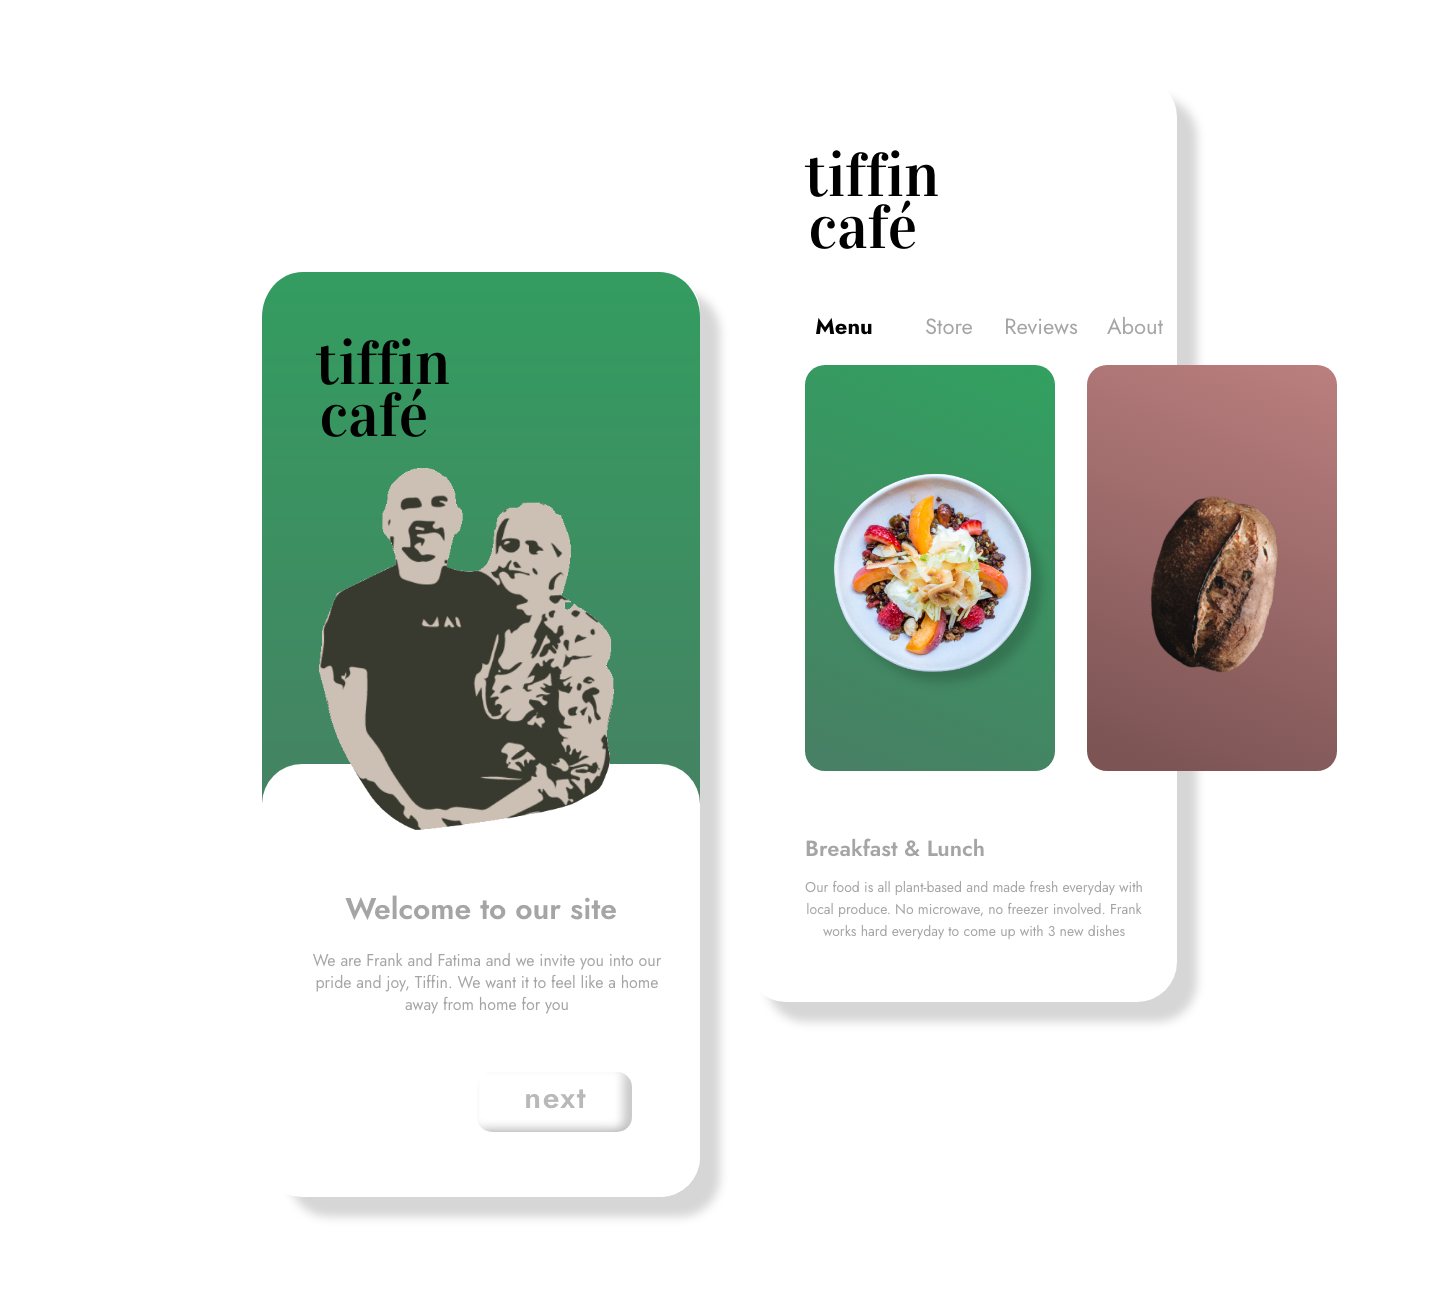 tiffin
café
Welcome to our site
We are Frank and Fatima and we invite you into our
pride and joy, Tiffin. We want it to feel like a home
away from home for you
next
tiffin
café
Menu Store Reviews About
Breakfast & Lunch
Our food is all plant-based and made fresh everyday with
local produce. No microwave, no freezer involved. Frank
works hard everyday to come up with 3 new dishes